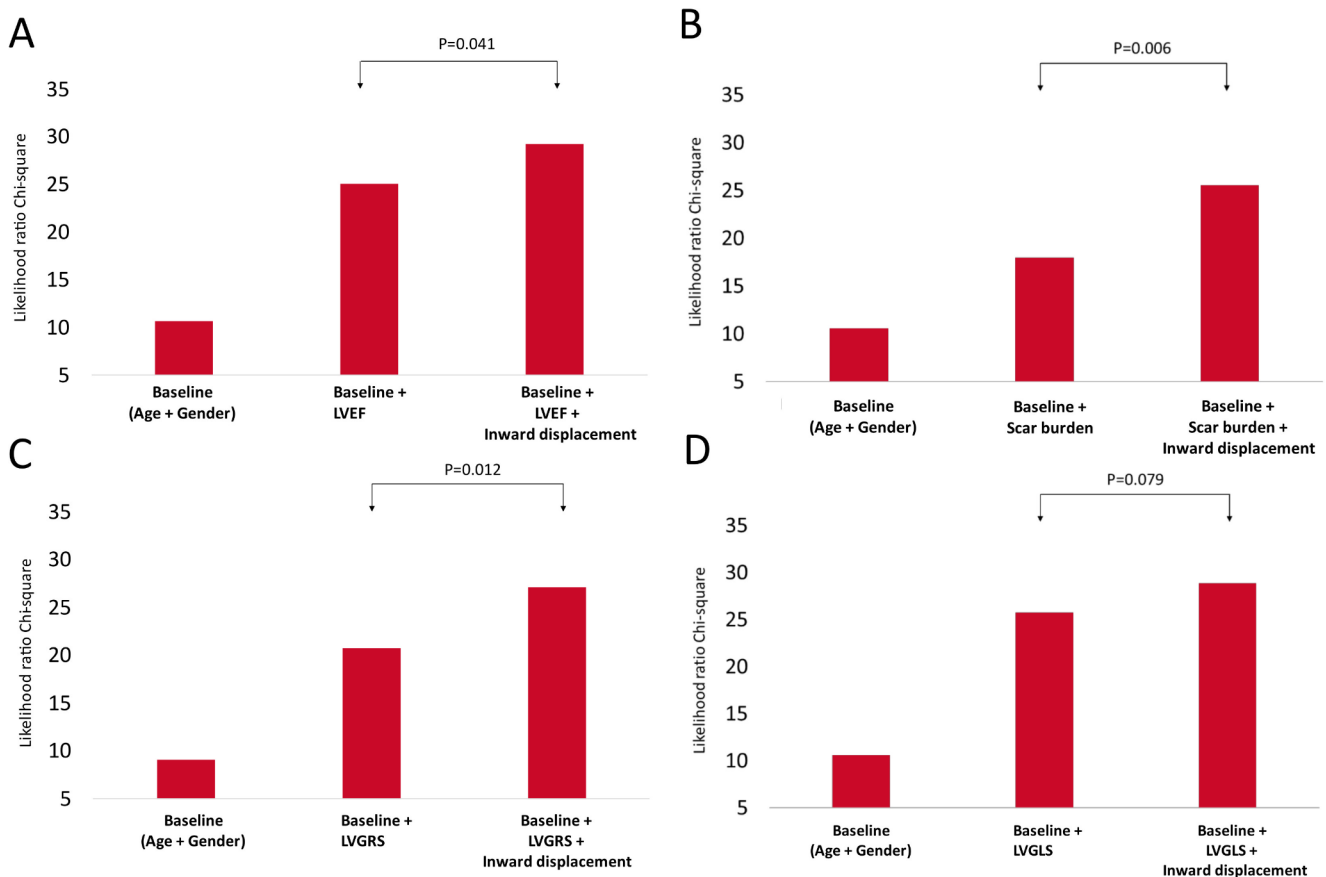 A
P=0.041
Likelihood ratio Chi-square
35
30
25
20
15
10
5
Baseline
(Age + Gender)
Baseline +
LVEF
Baseline +
LVEF +
Inward displacement
B
P=0.006
Likelihood ratio Chi-square
35
30
25
20
15
10
5
Baseline
(Age + Gender)
Baseline +
Scar burden
Baseline +
Scar burden +
Inward displacement
C
P=0.012
Likelihood ratio Chi-square
35
30
25
20
15
10
5
Baseline
(Age + Gender)
Baseline +
LVGRS
Baseline +
LVGRS +
Inward displacement
D
P=0.079
Likelihood ratio Chi-square
35
30
25
20
15
10
5
Baseline
(Age + Gender)
Baseline +
LVGLS
Baseline +
LVGLS +
Inward displacement